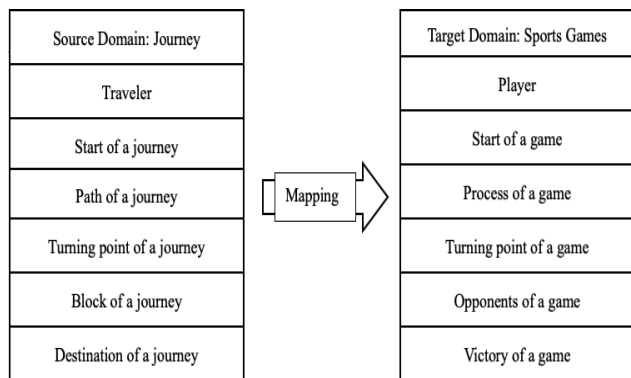 Source Domain: Journey
Traveler
Start of a journey
Path of a journey
Turning point of a journey
Block of a journey
Destination of a journey
Mapping
Target Domain: Sports Games
Player
Start of a game
Process of a game
Turning point of a game
Opponents of a game
Victory of a game